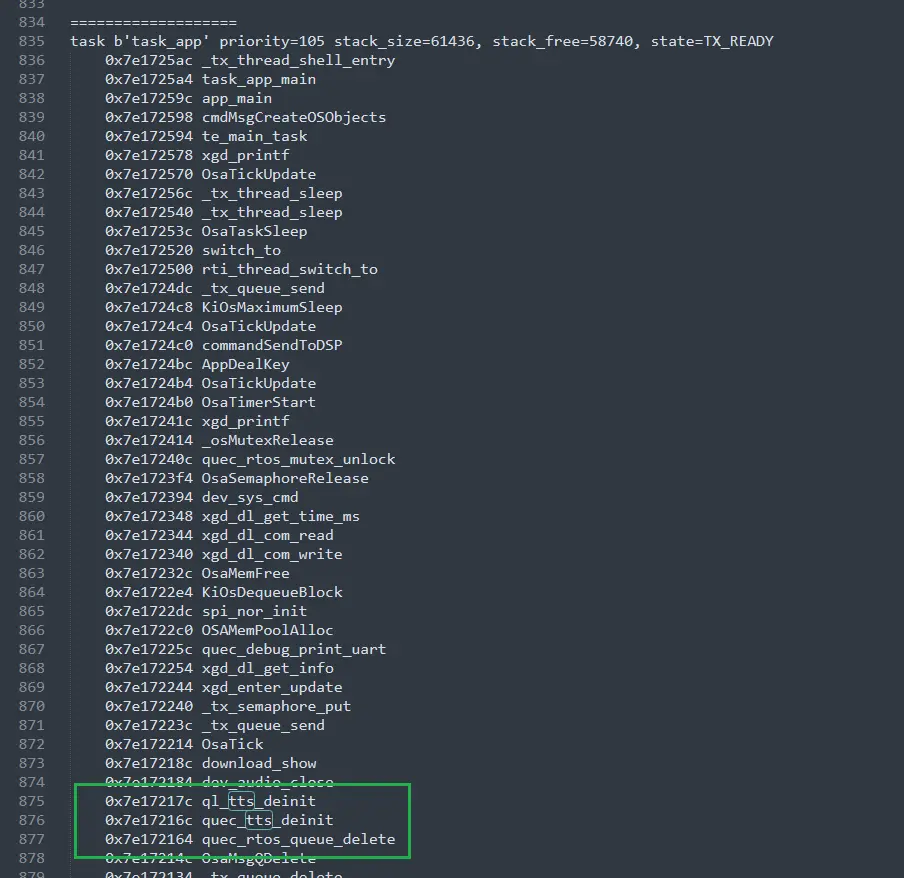 833
834 ===================
835 task b'task_app' priority=105 stack_size=61436, stack_free=58740, state=TX_READY
836 0x7e1725ac _tx_thread_shell_entry
837 0x7e1725a4 task_app_main
838 0x7e17259c app_main
839 0x7e172598 cmdMsgCreateOSObjects
840 0x7e172594 te_main_task
841 0x7e172578 xgd_printf
842 0x7e172570 OsaTickUpdate
843 0x7e17256c _tx_thread_sleep
844 0x7e172540 _tx_thread_sleep
845 0x7e17253c OsaTaskSleep
846 0x7e172520 switch_to
847 0x7e172500 rti_thread_switch_to
848 0x7e1724dc _tx_queue_send
849 0x7e1724c8 KiOsMaximumSleep
850 0x7e1724c4 OsaTickUpdate
851 0x7e1724c0 commandSendToDSP
852 0x7e1724bc AppDealKey
853 0x7e1724b4 OsaTickUpdate
854 0x7e1724b0 OsaTimerStart
855 0x7e17241c xgd_printf
856 0x7e172414 _osMutexRelease
857 0x7e17240c quec_rtos_mutex_unlock
858 0x7e1723f4 OsaSemaphoreRelease
859 0x7e172394 dev_sys_cmd
860 0x7e172348 xgd_dl_get_time_ms
861 0x7e172344 xgd_dl_com_read
862 0x7e172340 xgd_dl_com_write
863 0x7e17232c OsaMemFree
864 0x7e1722e4 KiOsDequeueBlock
865 0x7e1722dc spi_nor_init
866 0x7e1722c0 OSAMemPoolAlloc
867 0x7e17225c quec_debug_print_uart
868 0x7e172254 xgd_dl_get_info
869 0x7e172244 xgd_enter_update
870 0x7e172240 _tx_semaphore_put
871 0x7e17223c _tx_queue_send
872 0x7e172214 OsaTick
873 0x7e17218c download_show
874 0x7e172184 dev_audio_close
875 0x7e17217c ql_tts_deinit
876 0x7e17216c quec_tts_deinit
877 0x7e172164 quec_rtos_queue_delete
878 0x7e17214c OsaMsgQDelete
879 0x7e172134 _tx_queue_delete